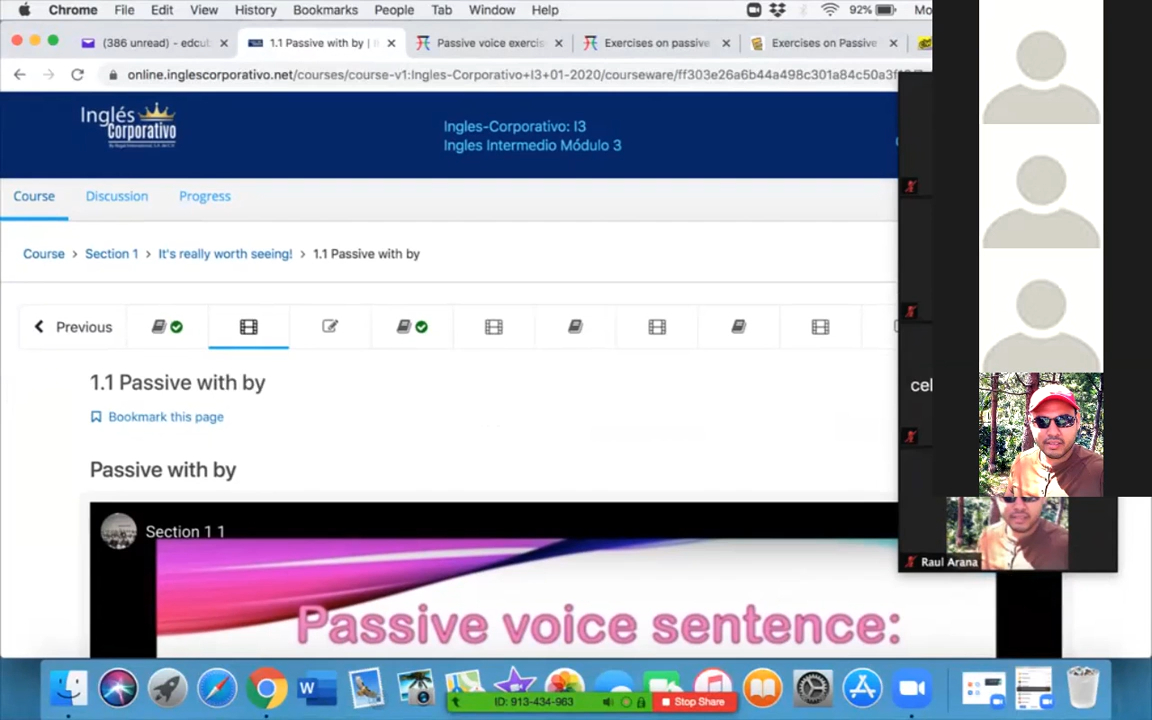 Chrome File Edit View History Bookmarks People Tab Window Help 92% Mo
(386 unread) - edcu
1.1 Passive with by |
Passive voice exercis
Exercises on passive
Exercises on Passive
online.inglescorporativo.net/courses/course-v1:Ingles-Corporativo+I3+01-2020/courseware/ff303e26a6b44a498c301a84c50a3f
Inglés
Corporativo
Ingles-Corporativo: I3
Ingles Intermedio Módulo 3
Course Discussion Progress
Course > Section 1 > It's really worth seeing! > 1.1 Passive with by
Previous
cel
1.1 Passive with by
Bookmark this page
Passive with by
Section 1 1
Raul Arana
Passive voice sentence:
ID: 913-434-963 Stop Share